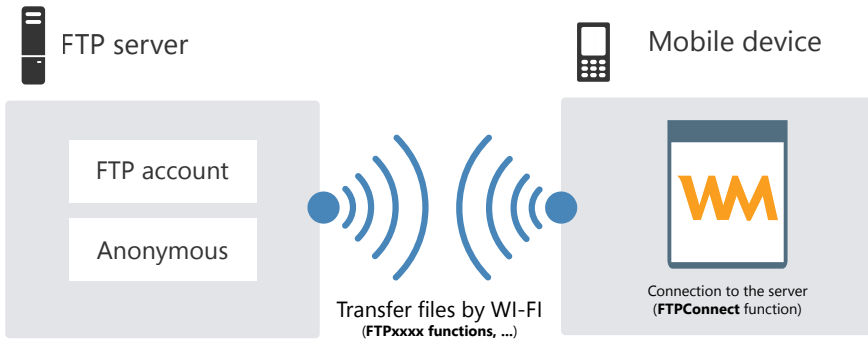 FTP server
Mobile device
FTP account
Anonymous
WM
Transfer files by WI-FI
(FTPxxxx functions, ...)
Connection to the server
(FTPConnect function)